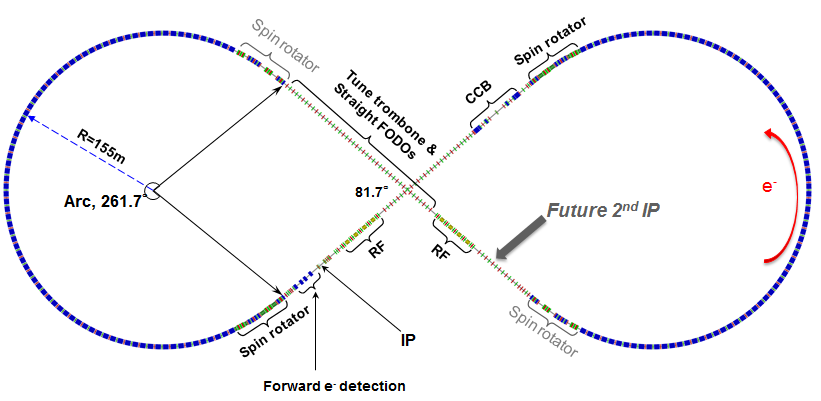 Spin rotator
Spin rotator
Tune trombone &
Straight FODOs
CCB
R=155m
Arc, 261.7°
81.7°
e-
Future 2nd IP
RF
RF
Spin rotator
IP
Spin rotator
Forward e- detection